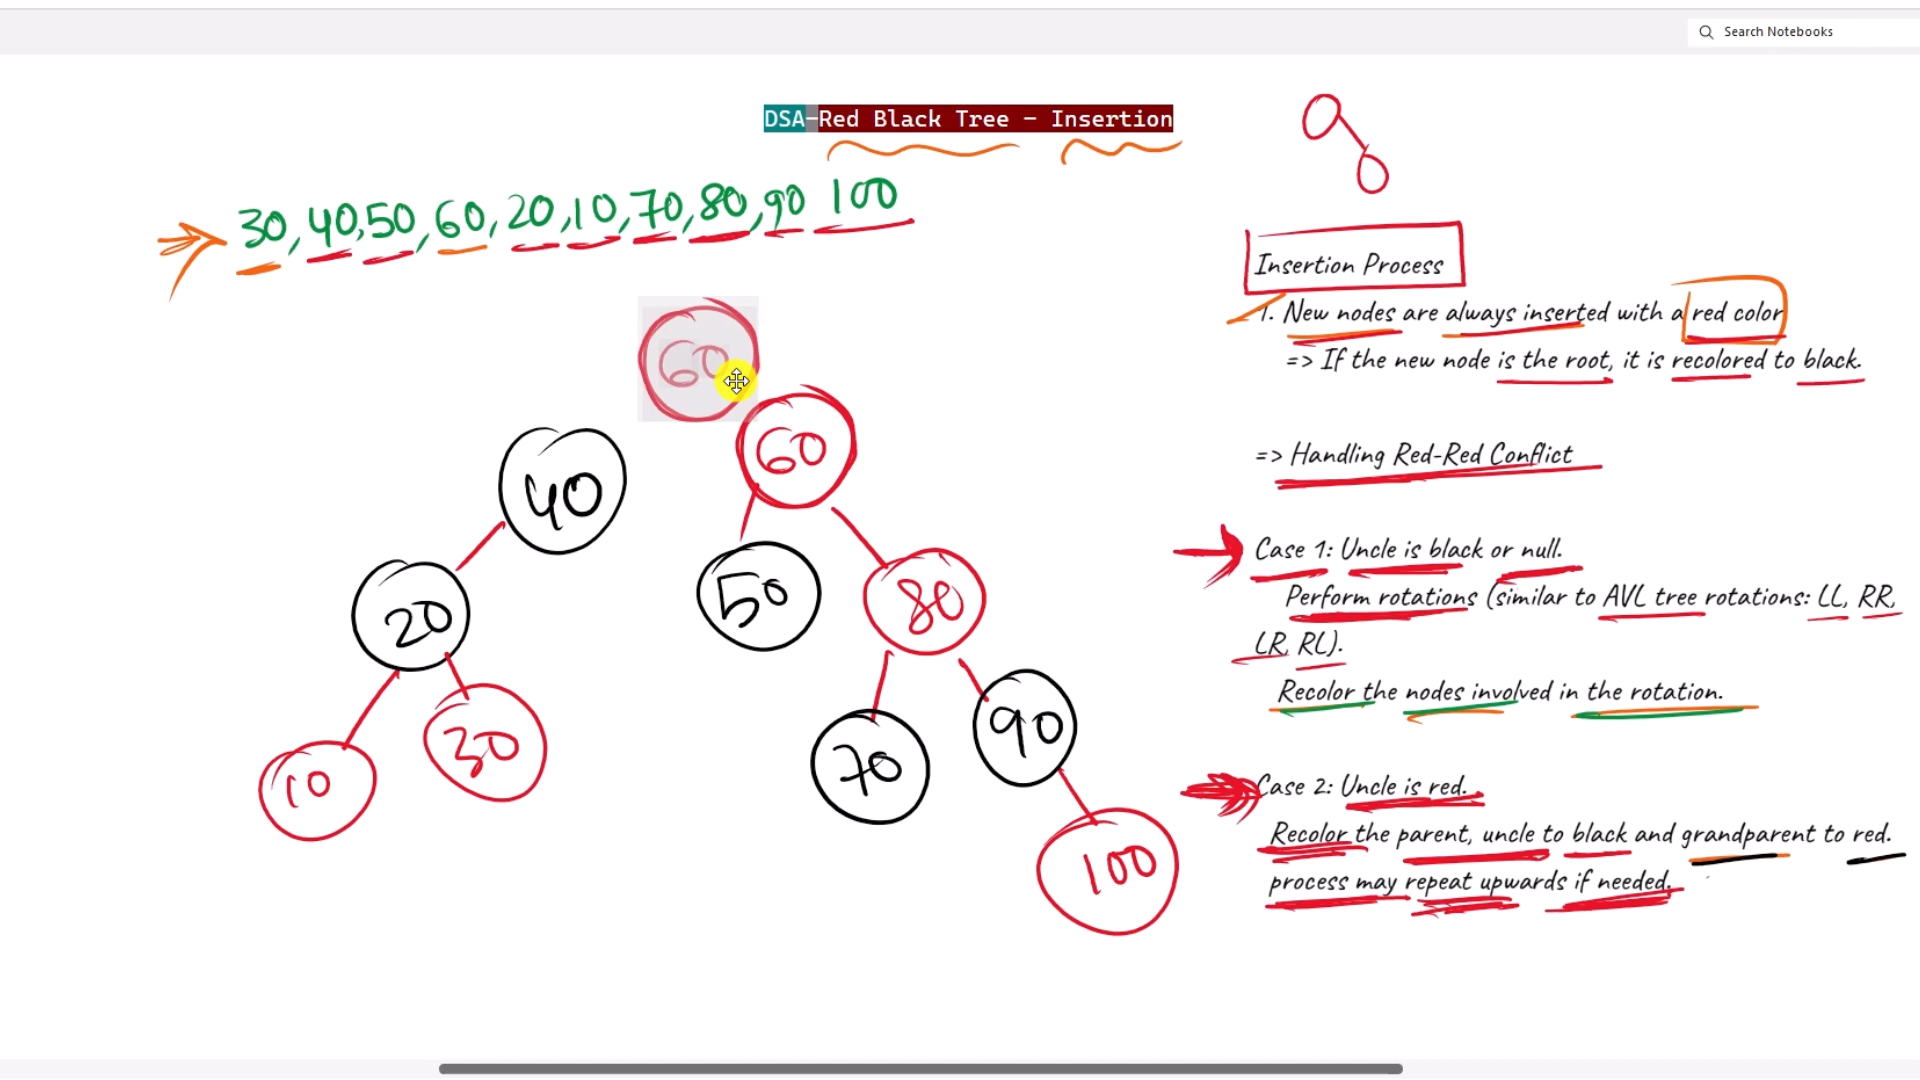 Search Notebooks
DSA-Red Black Tree - Insertion
30, 40, 50, 60, 20, 10, 70, 80, 90 100
60
60
40
50
80
20
90
70
30
10
100
Insertion Process
1. New nodes are always inserted with a red color
=> If the new node is the root, it is recolored to black.
=> Handling Red-Red Conflict
Case 1: Uncle is black or null.
Perform rotations (similar to AVL tree rotations: LL, RR,
LR, RL).
Recolor the nodes involved in the rotation.
Case 2: Uncle is red.
Recolor the parent, uncle to black and grandparent to red.
process may repeat upwards if needed.